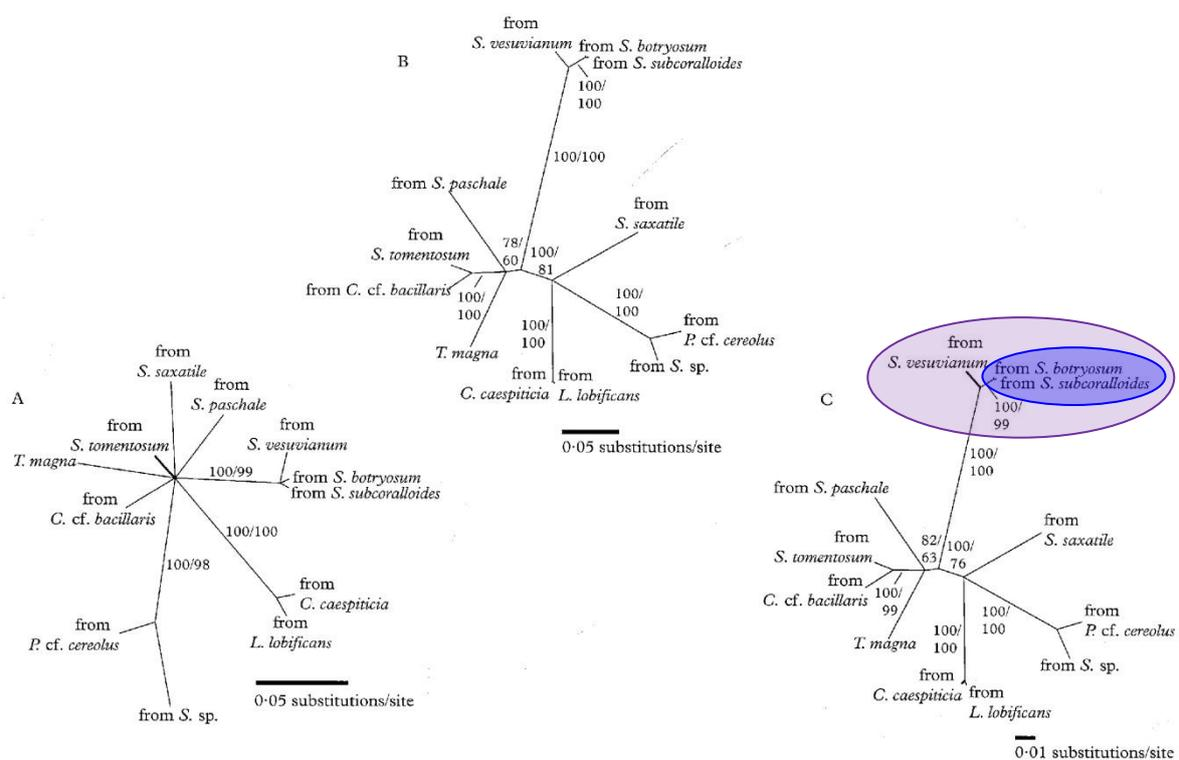 B
from
S. vesuvianum
from S. botryosum
from S. subcoralloides
100/
100
100/100
from S. paschale
from
S. saxatile
from
S. tomentosum
78/
60
100/
81
from C. cf. bacillaris
100/
100
100/
100
100/
100
T. magna
from
P. cf. cereolus
from S. sp.
from
C. caespiticia
from
L. lobificans
0·05 substitutions/site
A
from
S. saxatile
from
S. paschale
from
S. tomentosum
from
S. vesuvianum
T. magna
100/99
from S. botryosum
from S. subcoralloides
from
C. cf. bacillaris
100/100
100/98
from
C. caespiticia
from
L. lobificans
from
P. cf. cereolus
from S. sp.
0·05 substitutions/site
C
from
S. vesuvianum
from S. botryosum
from S. subcoralloides
100/
99
100/
100
from S. paschale
from
S. saxatile
from
S. tomentosum
82/
63
100/
76
from
C. cf. bacillaris
100/
99
100/
100
100/
100
T. magna
from
P. cf. cereolus
from S. sp.
from
C. caespiticia
from
L. lobificans
0·01 substitutions/site